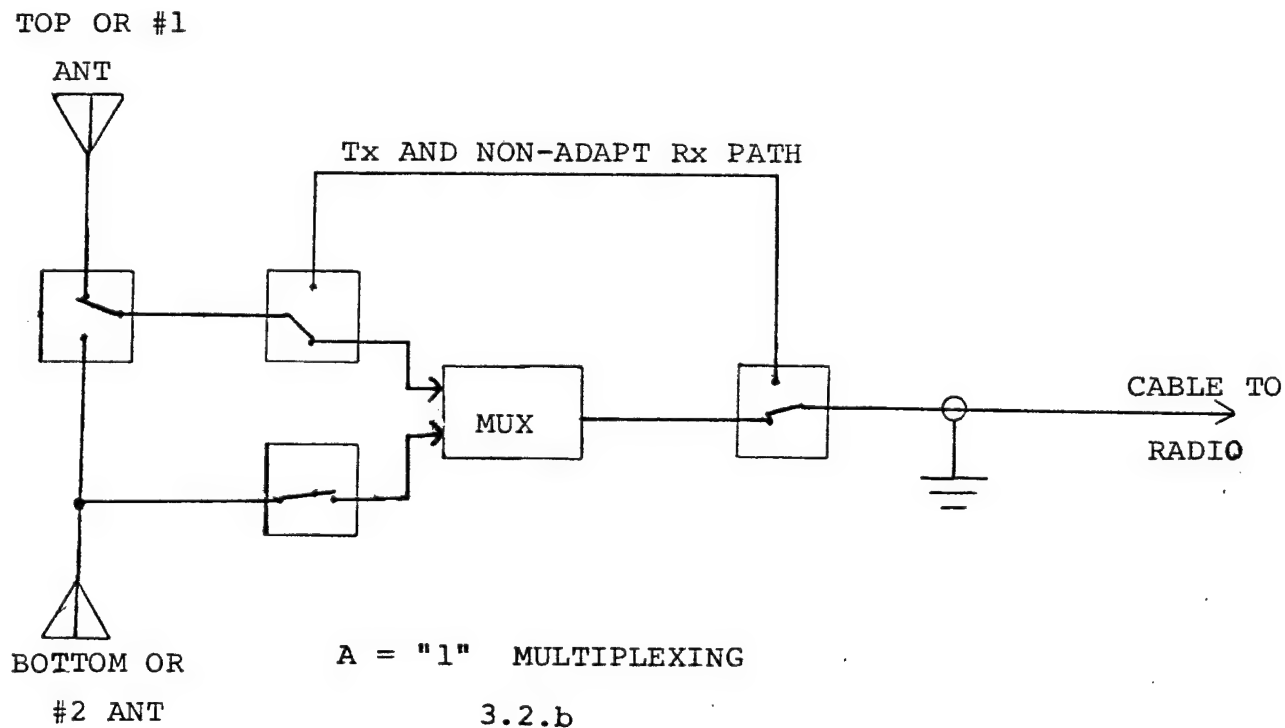 TOP OR #1
ANT
Tx AND NON-ADAPT Rx PATH
MUX
CABLE TO
RADIO
BOTTOM OR
#2 ANT
A = "1" MULTIPLEXING
3.2.b